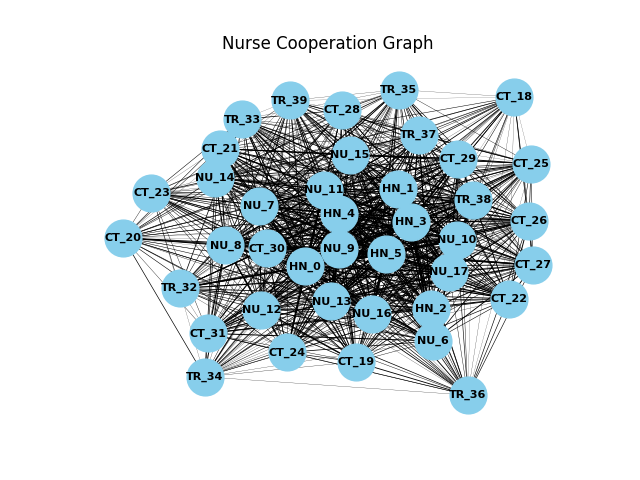 Nurse Cooperation Graph
TR_35
CT_18
TR_39
CT_28
TR_33
TR_37
CT_21
NU_15
CT_29
CT_25
NU_14
NU_11
HN_1
CT_23
TR_38
NU_7
HN_4
HN_3
CT_26
CT_20
NU_10
NU_8
CT_30
NU_9
HN_5
HN_0
CT_27
NU_17
TR_32
CT_22
NU_13
NU_12
NU_16
HN_2
CT_31
NU_6
CT_24
CT_19
TR_34
TR_36